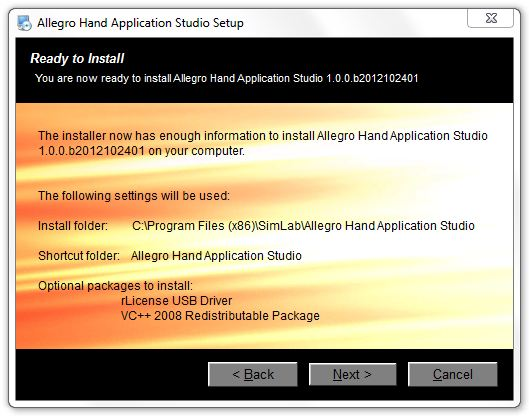 Allegro Hand Application Studio Setup
Ready to Install
You are now ready to install Allegro Hand Application Studio 1.0.0.b2012102401
The installer now has enough information to install Allegro Hand Application Studio
1.0.0.b2012102401 on your computer.
The following settings will be used:
Install folder: C:\Program Files (x86)\SimLab\Allegro Hand Application Studio
Shortcut folder: Allegro Hand Application Studio
Optional packages to install:
rLicense USB Driver
VC++ 2008 Redistributable Package
< Back Next > Cancel